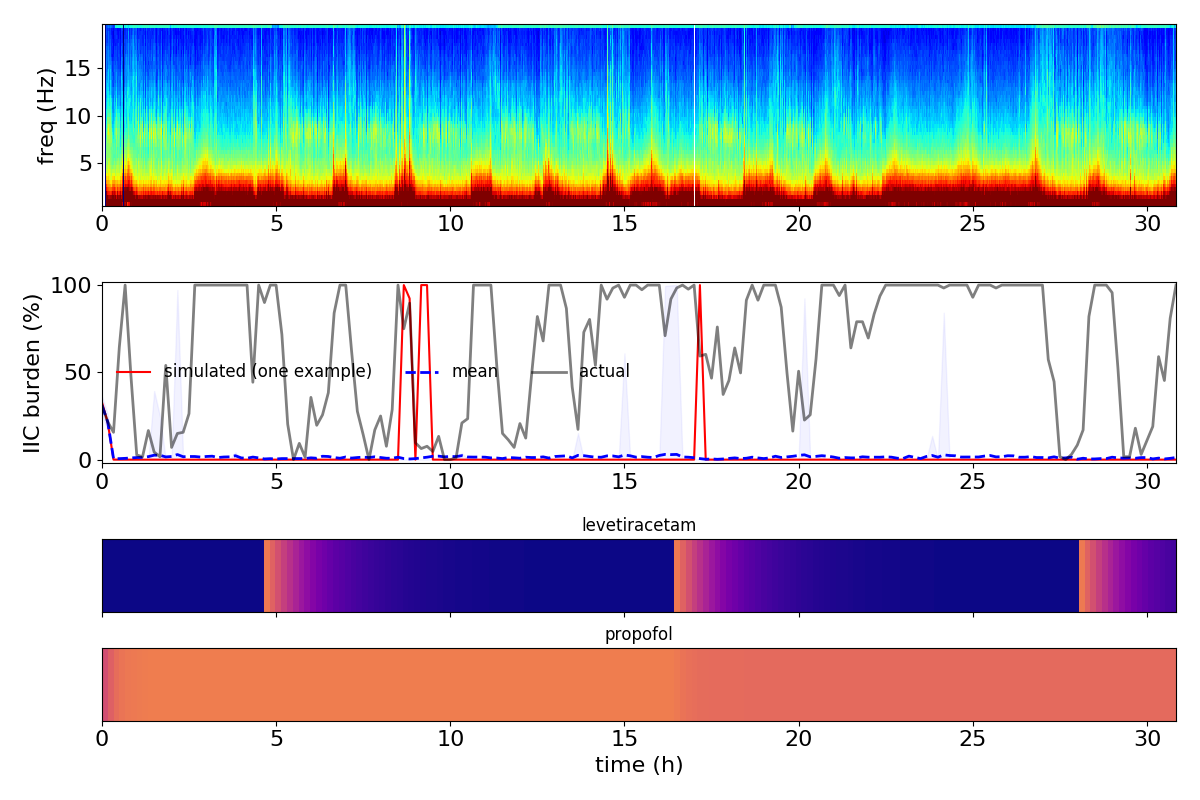 freq (Hz)
15
10
5
0 5 10 15 20 25 30
IIC burden (%)
100
50
0
simulated (one example) mean actual
0 5 10 15 20 25 30
levetiracetam
propofol
0 5 10 15 20 25 30
time (h)